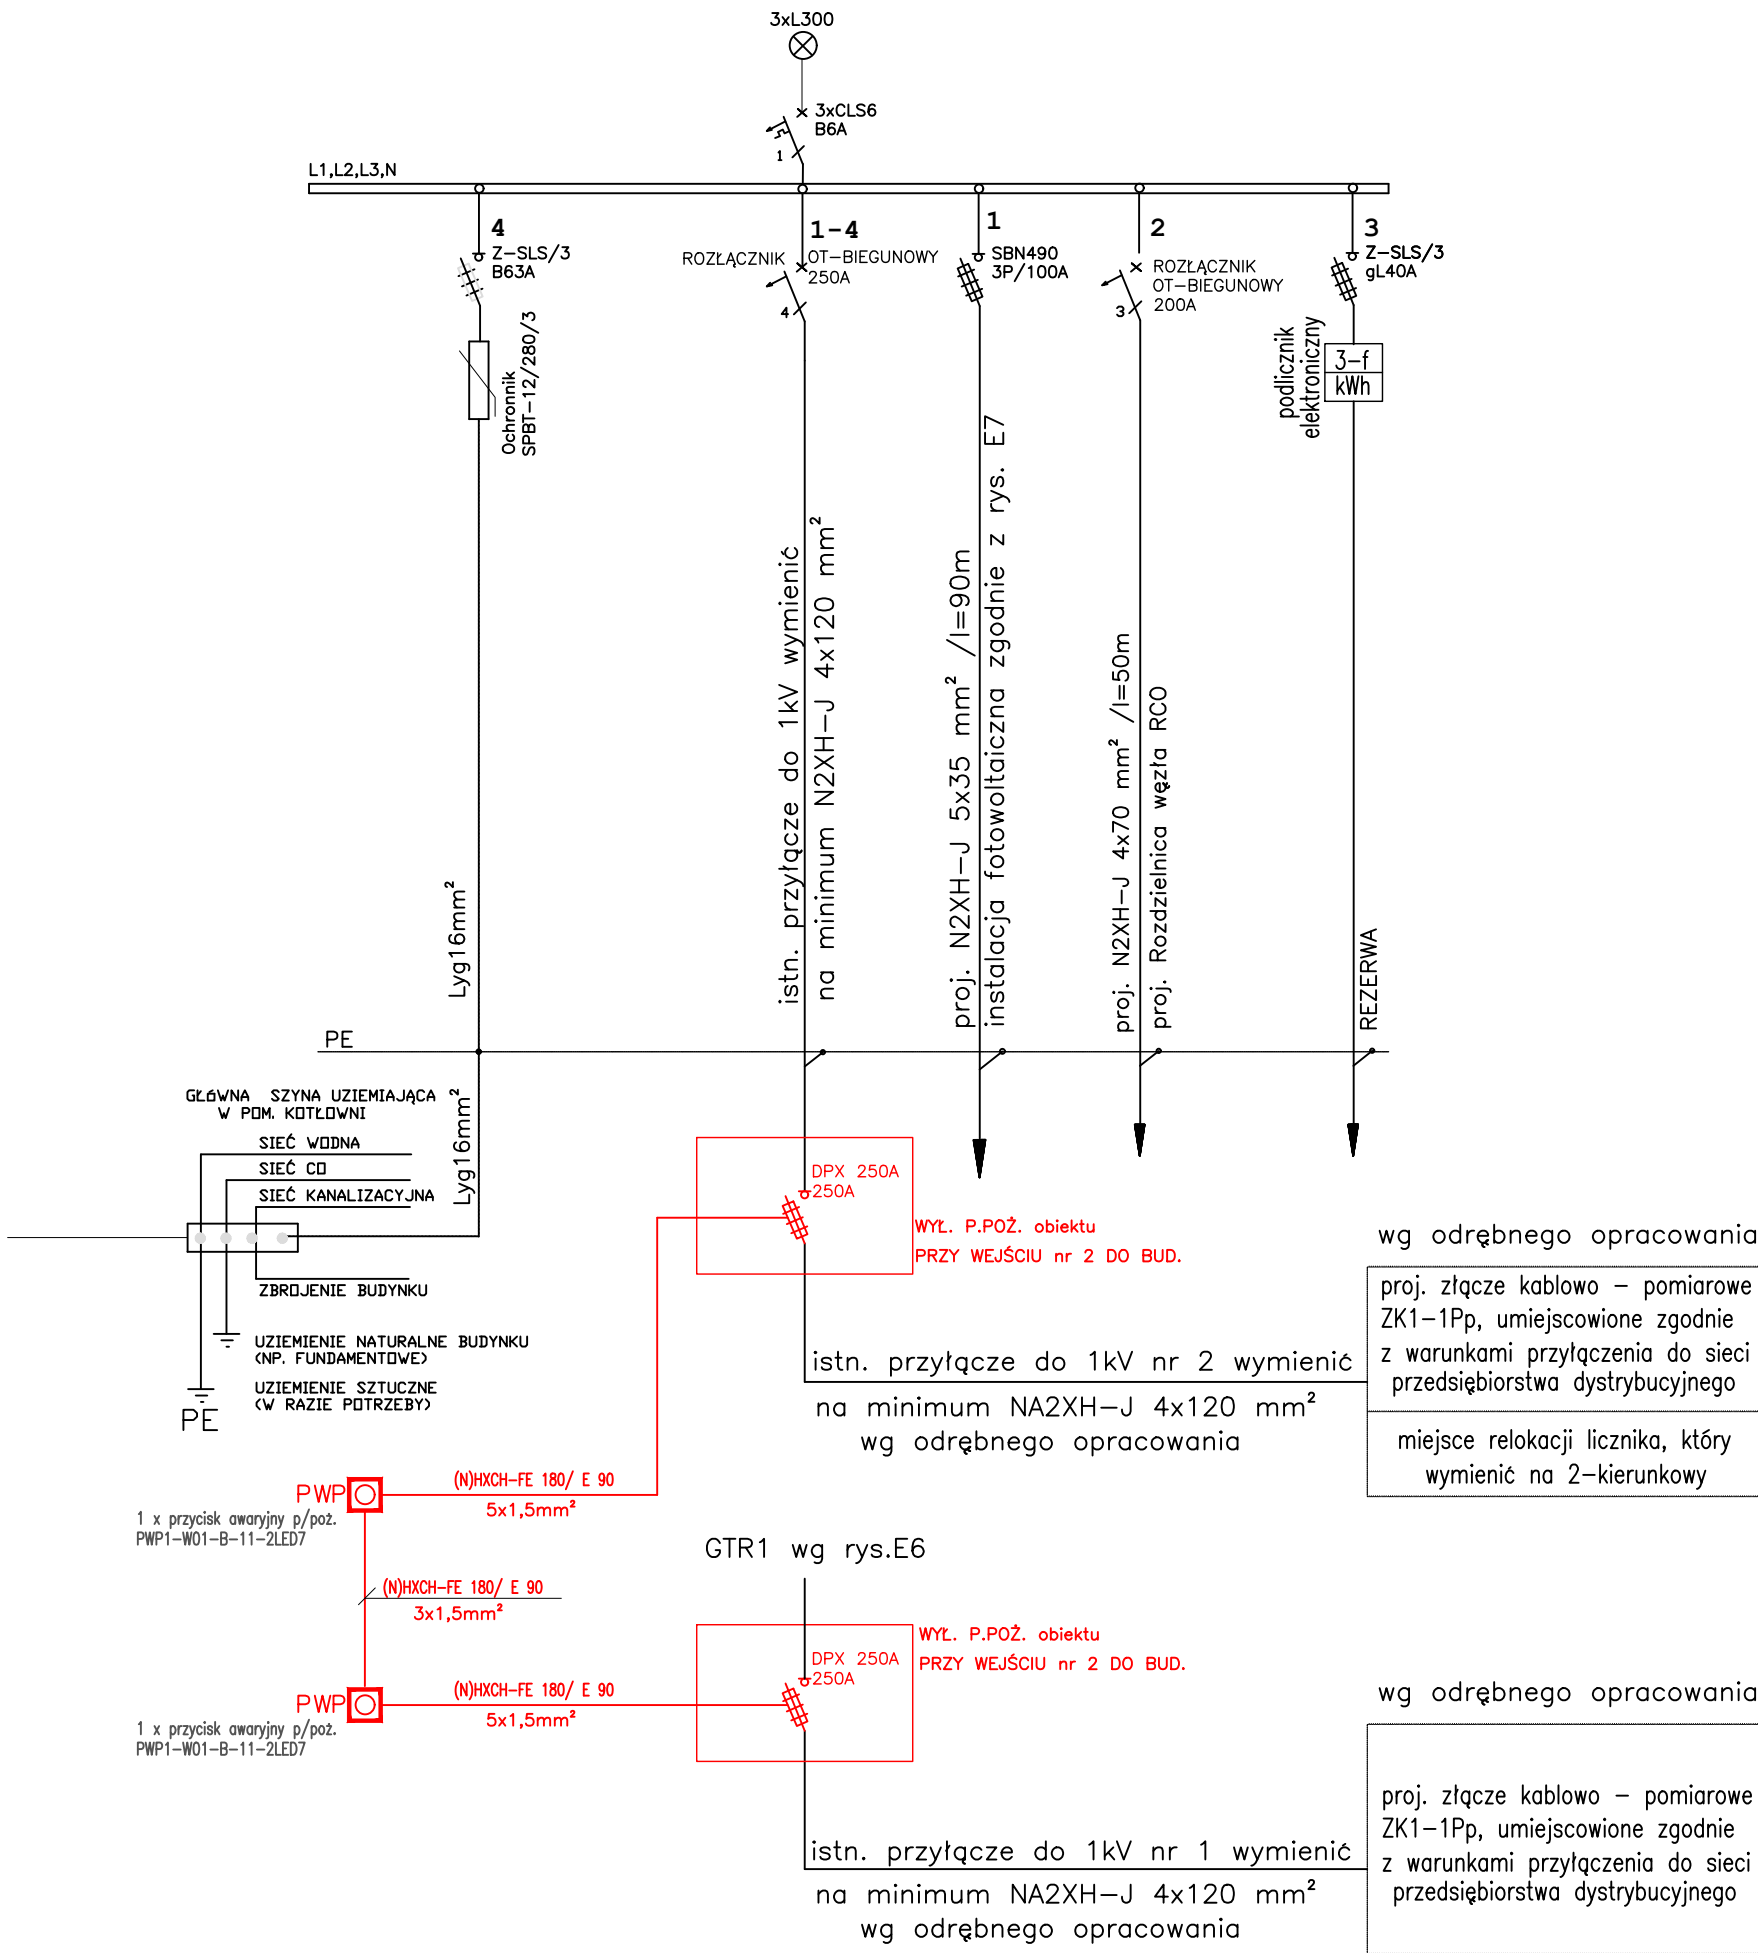 3xL300
3xCLS6
B6A
1
L1,L2,L3,N
4
Z-SLS/3
B63A
Ochronnik
SPBT-12/280/3
Lyg16mm²
1-4
ROZŁĄCZNIK OT-BIEGUNOWY
250A
4
istn. przyłącze do 1kV wymienić
na minimum N2XH-J 4x120 mm²
1
SBN490
3P/100A
proj. N2XH-J 5x35 mm² /l=90m
instalacja fotowoltaiczna zgodnie z rys. E7
2
ROZŁĄCZNIK
OT-BIEGUNOWY
200A
3
proj. N2XH-J 4x70 mm² /l=50m
proj. Rozdzielnica węzła RCO
3
Z-SLS/3
gL40A
podlicznik
elektroniczny
3-f
kWh
REZERWA
PE
GŁóWNA SZYNA UZIEMIAJĄCA
W POM. KOTŁOWNI
Lyg16mm²
SIEĆ WODNA
SIEĆ CO
SIEĆ KANALIZACYJNA
ZBROJENIE BUDYNKU
UZIEMIENIE NATURALNE BUDYNKU
(NP. FUNDAMENTOWE)
UZIEMIENIE SZTUCZNE
(W RAZIE POTRZEBY)
PE
DPX 250A
250A
WYŁ. P.POŻ. obiektu
PRZY WEJŚCIU nr 2 DO BUD.
wg odrębnego opracowania
proj. złącze kablowo - pomiarowe
ZK1-1Pp, umiejscowione zgodnie
z warunkami przyłączenia do sieci
przedsiębiorstwa dystrybucyjnego
miejsce relokacji licznika, który
wymienić na 2-kierunkowy
istn. przyłącze do 1kV nr 2 wymienić
na minimum NA2XH-J 4x120 mm²
wg odrębnego opracowania
PWP
1 x przycisk awaryjny p/poż.
PWP1-W01-B-11-2LED7
(N)HXCH-FE 180/ E 90
5x1,5mm²
(N)HXCH-FE 180/ E 90
3x1,5mm²
GTR1 wg rys.E6
DPX 250A
250A
WYŁ. P.POŻ. obiektu
PRZY WEJŚCIU nr 2 DO BUD.
PWP
1 x przycisk awaryjny p/poż.
PWP1-W01-B-11-2LED7
(N)HXCH-FE 180/ E 90
5x1,5mm²
wg odrębnego opracowania
proj. złącze kablowo - pomiarowe
ZK1-1Pp, umiejscowione zgodnie
z warunkami przyłączenia do sieci
przedsiębiorstwa dystrybucyjnego
istn. przyłącze do 1kV nr 1 wymienić
na minimum NA2XH-J 4x120 mm²
wg odrębnego opracowania